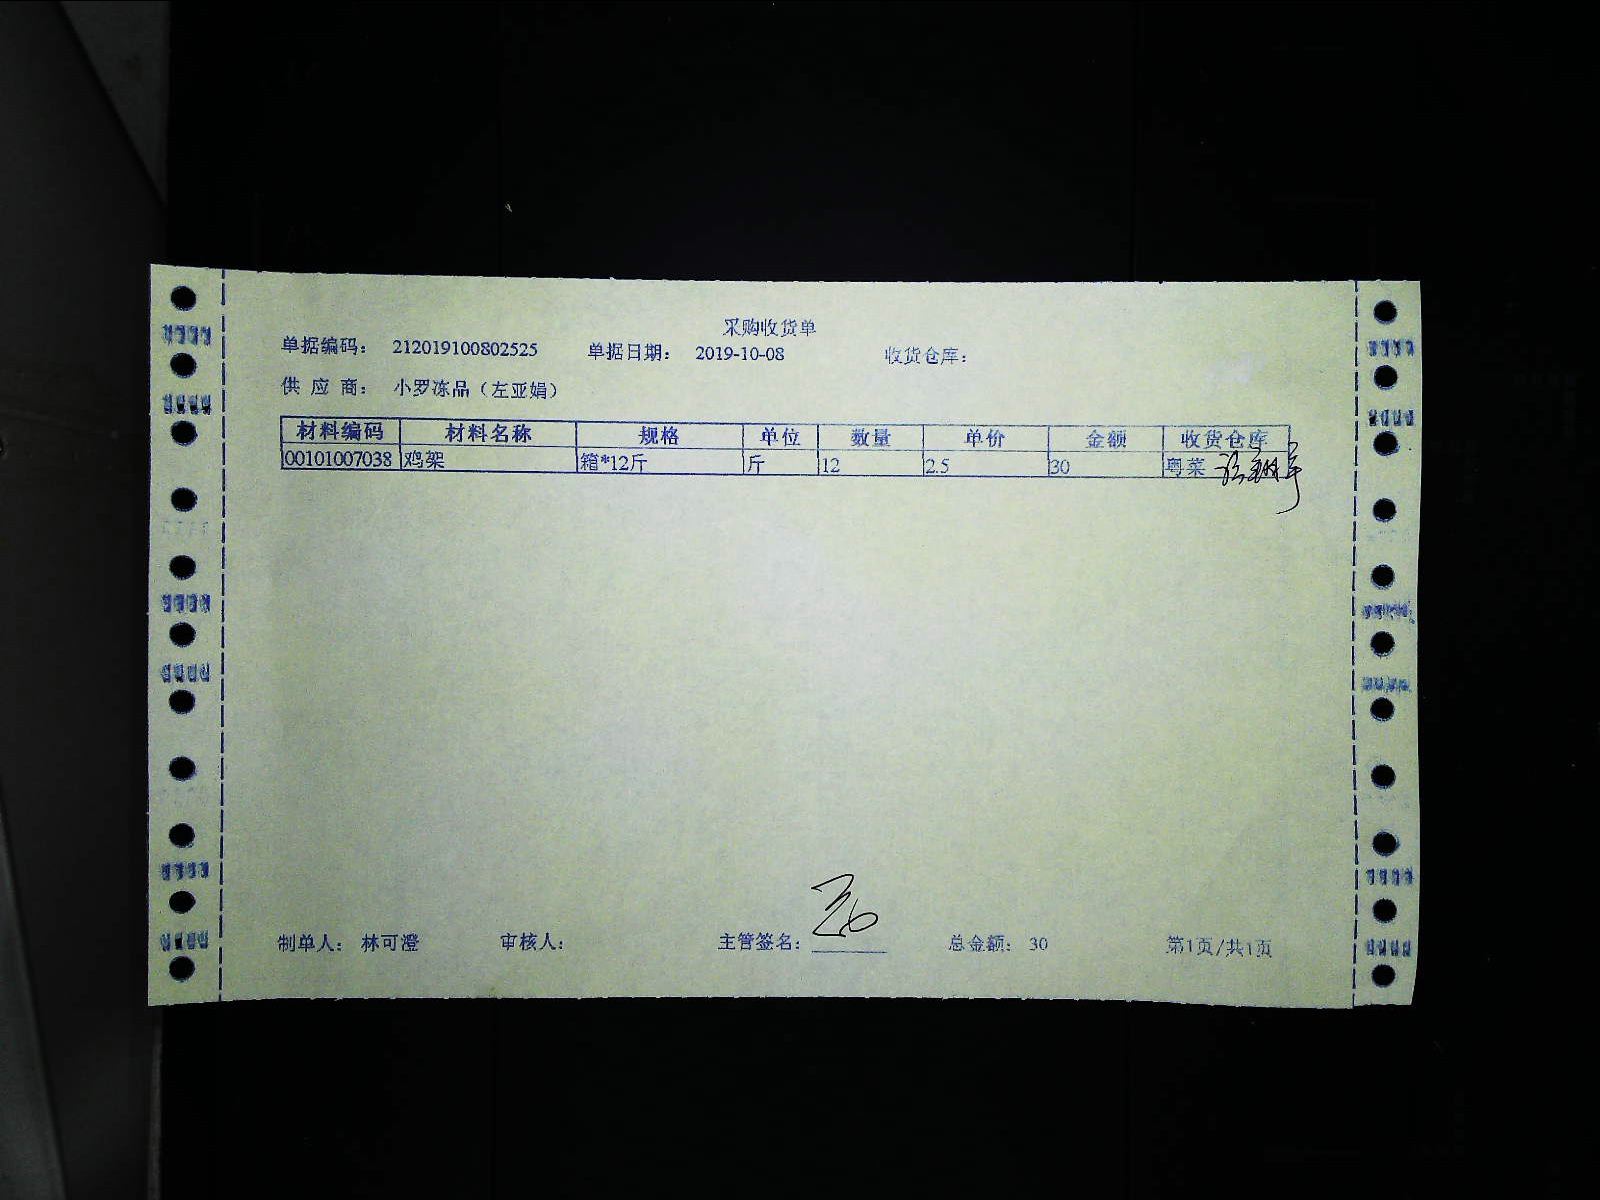 采购收货单
单据编码： 212019100802525 单据日期： 2019-10-08 收货仓库：
供 应 商： 小罗冻品（左亚娟）
材料编码 材料名称 规格 单位 数量 单价 金额 收货仓库
00101007038 鸡架 箱*12斤 斤 12 2.5 30 粤菜
制单人： 林可澄 审核人： 主管签名： 总金额： 30 第1页/共1页